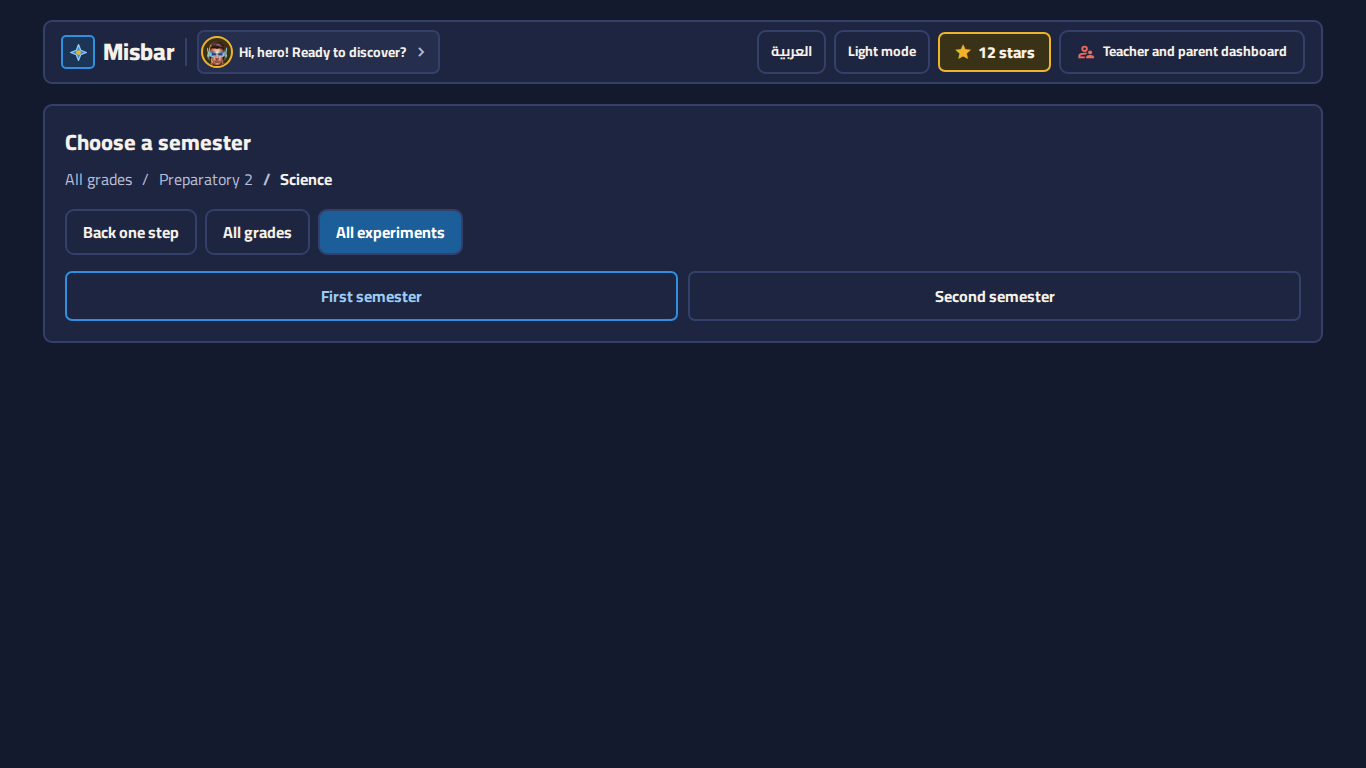 Misbar
Hi, hero! Ready to discover?
العربية
Light mode
12 stars
Teacher and parent dashboard
Choose a semester
All grades / Preparatory 2 / Science
Back one step
All grades
All experiments
First semester
Second semester